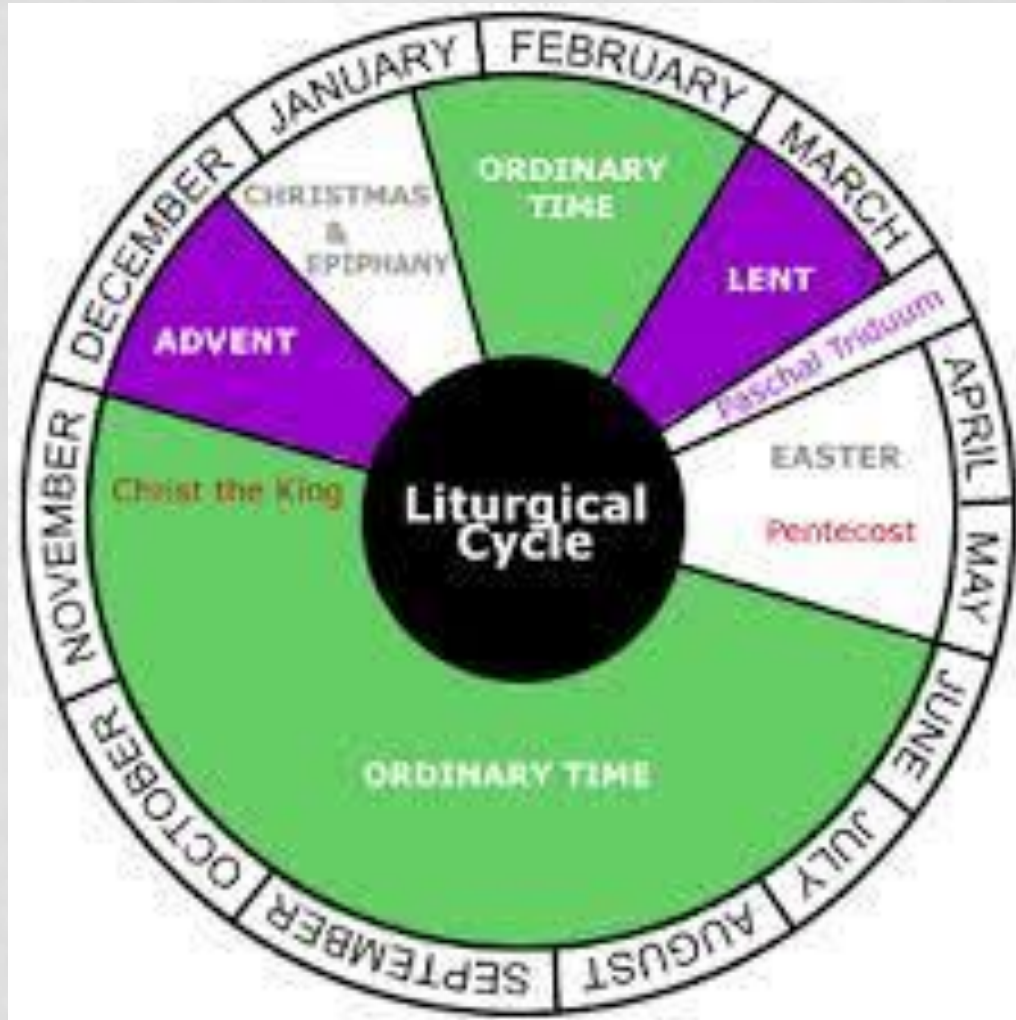 JANUARY
FEBRUARY
MARCH
APRIL
MAY
JUNE
JULY
AUGUST
SEPTEMBER
OCTOBER
NOVEMBER
DECEMBER
CHRISTMAS
&
EPIPHANY
ORDINARY
TIME
LENT
Paschal Triduum
EASTER
Pentecost
ORDINARY TIME
Christ the King
ADVENT
Liturgical
Cycle